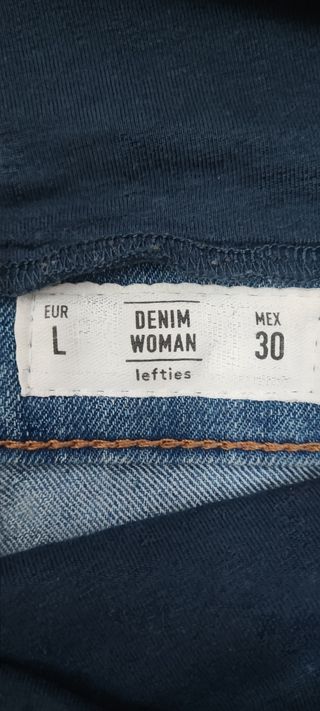 EUR
L
DENIM
WOMAN
lefties
MEX
30